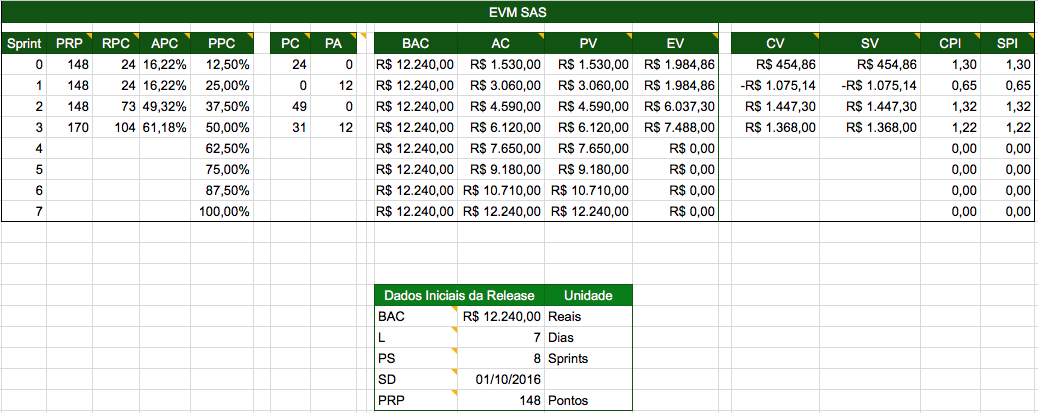 EVM SAS
Sprint PRP RPC APC PPC PC PA BAC AC PV EV CV SV CPI SPI
0 148 24 16,22% 12,50% 24 0 R$ 12.240,00 R$ 1.530,00 R$ 1.530,00 R$ 1.984,86 R$ 454,86 R$ 454,86 1,30 1,30
1 148 24 16,22% 25,00% 0 12 R$ 12.240,00 R$ 3.060,00 R$ 3.060,00 R$ 1.984,86 -R$ 1.075,14 -R$ 1.075,14 0,65 0,65
2 148 73 49,32% 37,50% 49 0 R$ 12.240,00 R$ 4.590,00 R$ 4.590,00 R$ 6.037,30 R$ 1.447,30 R$ 1.447,30 1,32 1,32
3 170 104 61,18% 50,00% 31 12 R$ 12.240,00 R$ 6.120,00 R$ 6.120,00 R$ 7.488,00 R$ 1.368,00 R$ 1.368,00 1,22 1,22
4 62,50% R$ 12.240,00 R$ 7.650,00 R$ 7.650,00 R$ 0,00 0,00 0,00
5 75,00% R$ 12.240,00 R$ 9.180,00 R$ 9.180,00 R$ 0,00 0,00 0,00
6 87,50% R$ 12.240,00 R$ 10.710,00 R$ 10.710,00 R$ 0,00 0,00 0,00
7 100,00% R$ 12.240,00 R$ 12.240,00 R$ 12.240,00 R$ 0,00 0,00 0,00
Dados Iniciais da Release Unidade
BAC R$ 12.240,00 Reais
L 7 Dias
PS 8 Sprints
SD 01/10/2016
PRP 148 Pontos